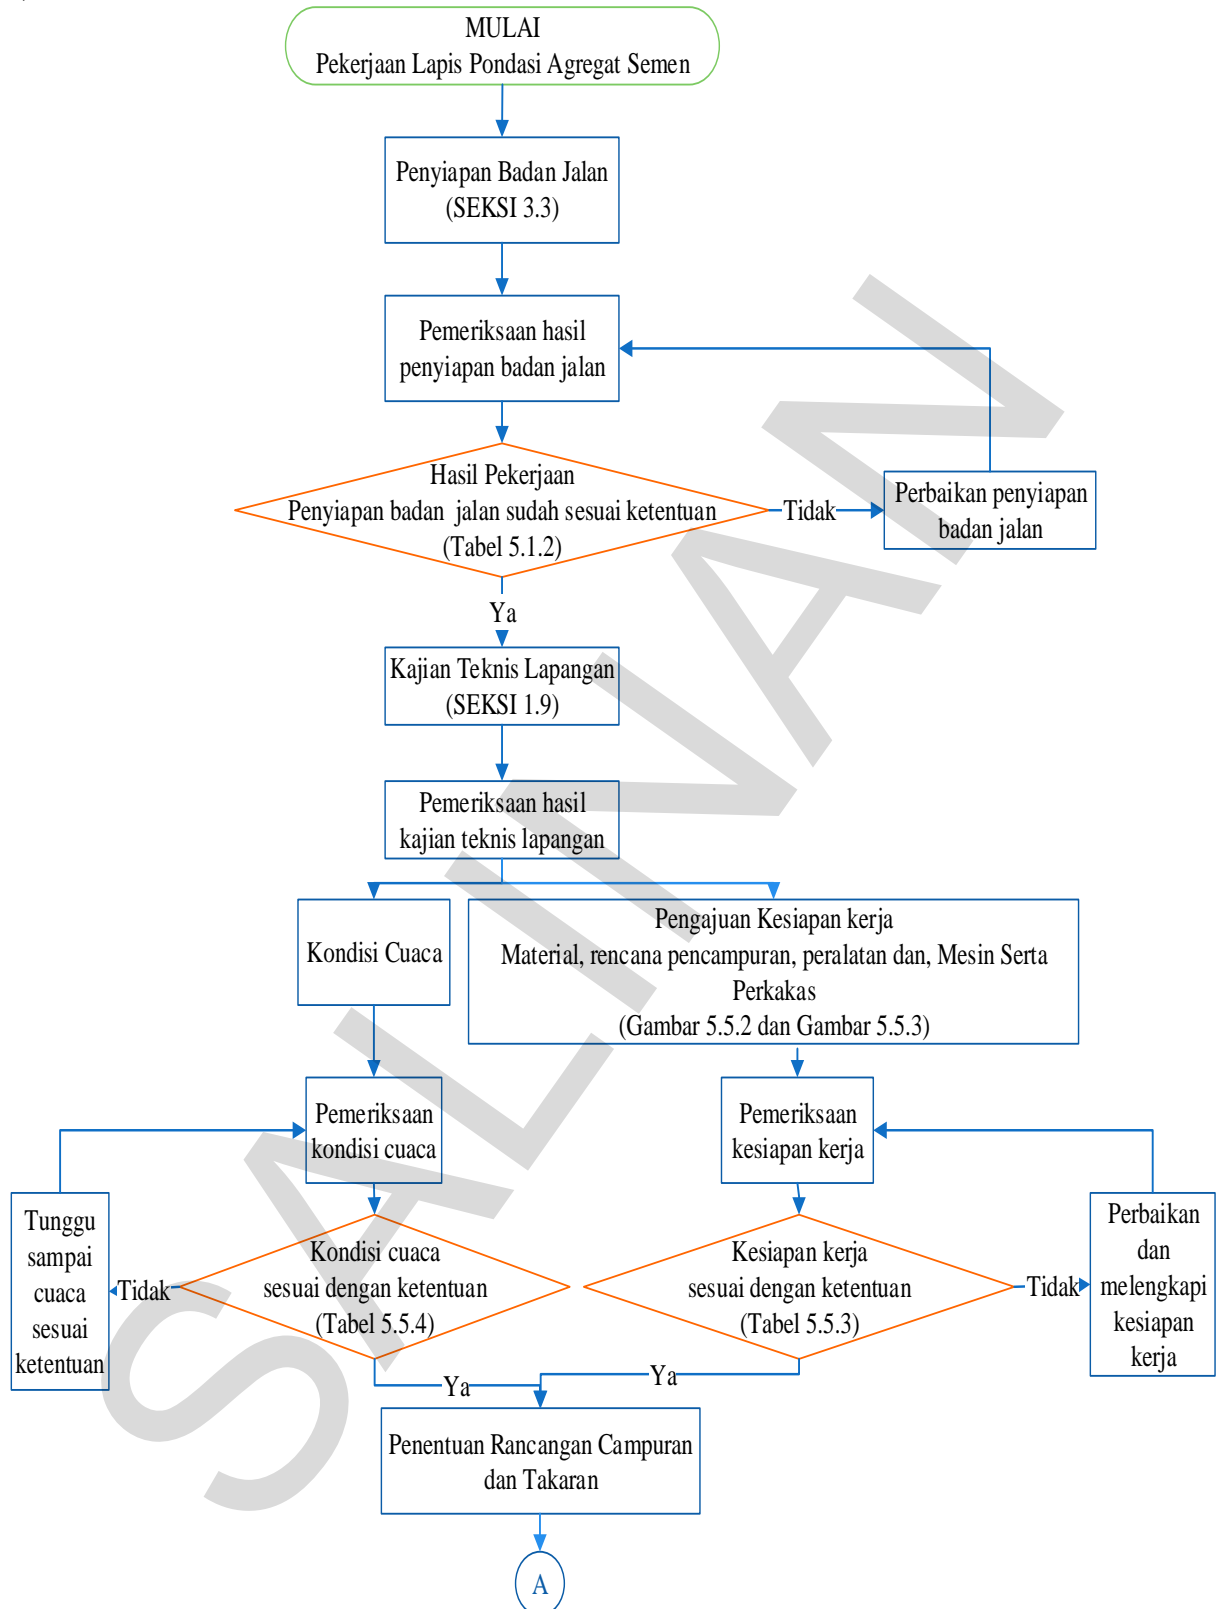 MULAI
Pekerjaan Lapis Pondasi Agregat Semen
Penyiapan Badan Jalan
(SEKSI 3.3)
Pemeriksaan hasil
penyiapan badan jalan
Hasil Pekerjaan
Penyiapan badan jalan sudah sesuai ketentuan
(Tabel 5.1.2)
Tidak
Perbaikan penyiapan
badan jalan
Ya
Kajian Teknis Lapangan
(SEKSI 1.9)
Pemeriksaan hasil
kajian teknis lapangan
Kondisi Cuaca
Pengajuan Kesiapan kerja
Material, rencana pencampuran, peralatan dan, Mesin Serta
Perkakas
(Gambar 5.5.2 dan Gambar 5.5.3)
Pemeriksaan
kondisi cuaca
Pemeriksaan
kesiapan kerja
Tunggu
sampai
cuaca
sesuai
ketentuan
Tidak
Kondisi cuaca
sesuai dengan ketentuan
(Tabel 5.5.4)
Kesiapan kerja
sesuai dengan ketentuan
(Tabel 5.5.3)
Tidak
Perbaikan
dan
melengkapi
kesiapan
kerja
Ya
Ya
Penentuan Rancangan Campuran
dan Takaran
A
SALINAN